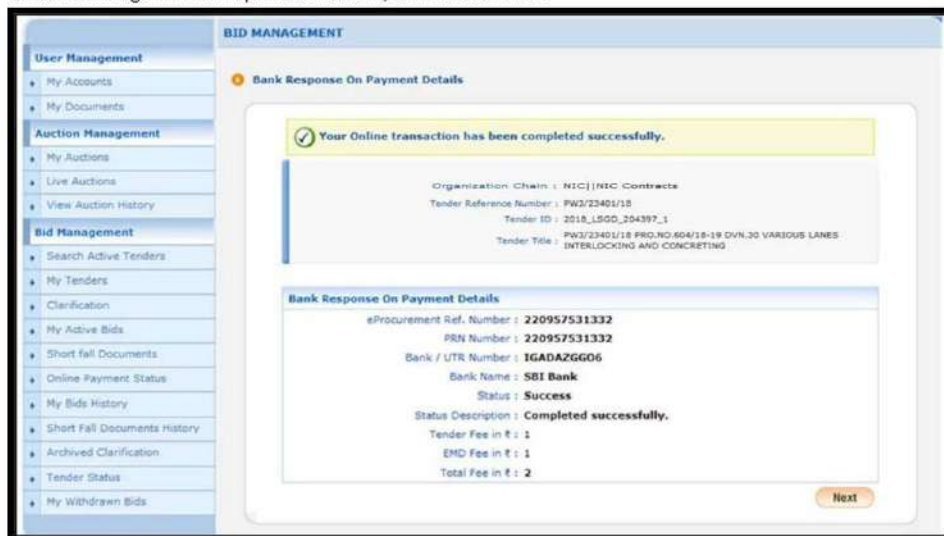 BID MANAGEMENT
User Management
My Accounts
My Documents
Auction Management
My Auctions
Live Auctions
View Auction History
Bid Management
Search Active Tenders
My Tenders
Clarification
My Active Bids
Short fall Documents
Online Payment Status
My Bids History
Short Fall Documents History
Archived Clarification
Tender Status
My Withdrawn Bids
Bank Response On Payment Details
Your Online transaction has been completed successfully.
Organization Chain : NIC||NIC Contracts
Tender Reference Number : PW3/23401/18
Tender ID : 2018_LSGD_204397_1
Tender Title : PW3/23401/18 PRO.NO.604/18-19 DVN.30 VARIOUS LANES
INTERLOCKING AND CONCRETING
Bank Response On Payment Details
eProcurement Ref. Number : 220957531332
PRN Number : 220957531332
Bank / UTR Number : IGADAZGGO6
Bank Name : SBI Bank
Status : Success
Status Description : Completed successfully.
Tender Fee in ₹ : 1
EMD Fee in ₹ : 1
Total Fee in ₹ : 2
Next